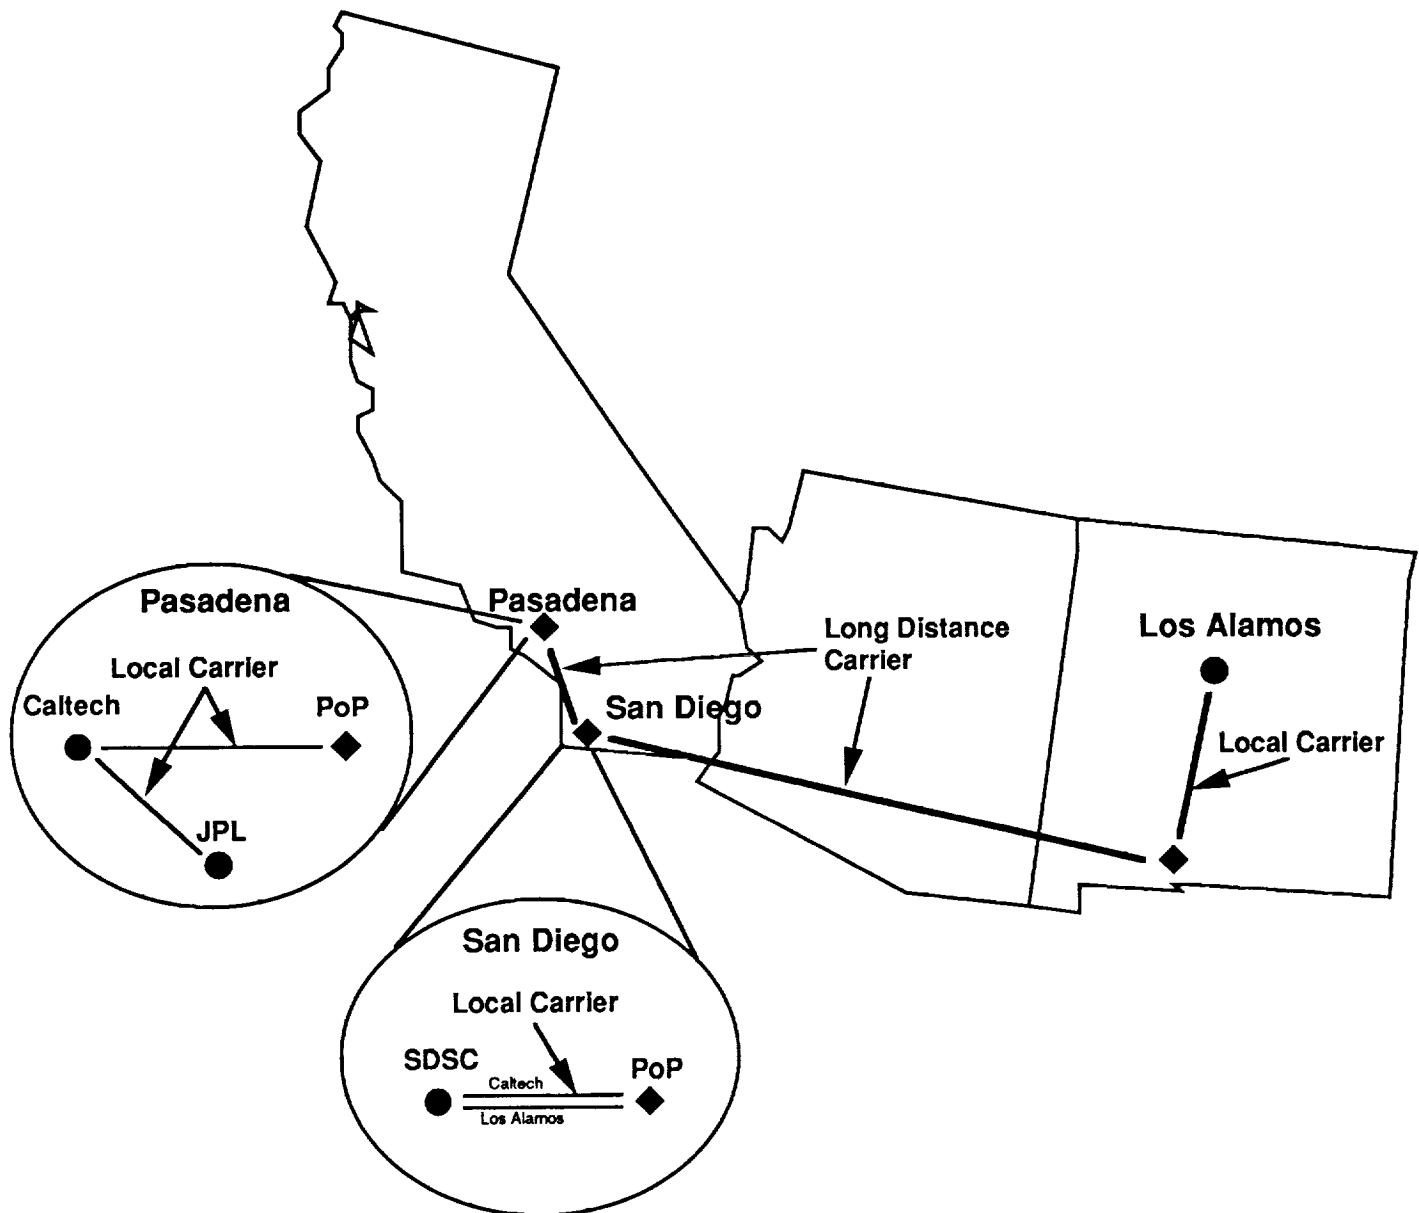 Pasadena
Local Carrier
Caltech
PoP
JPL
Pasadena
San Diego
Long Distance
Carrier
Los Alamos
Local Carrier
San Diego
Local Carrier
SDSC
Caltech
PoP
Los Alamos